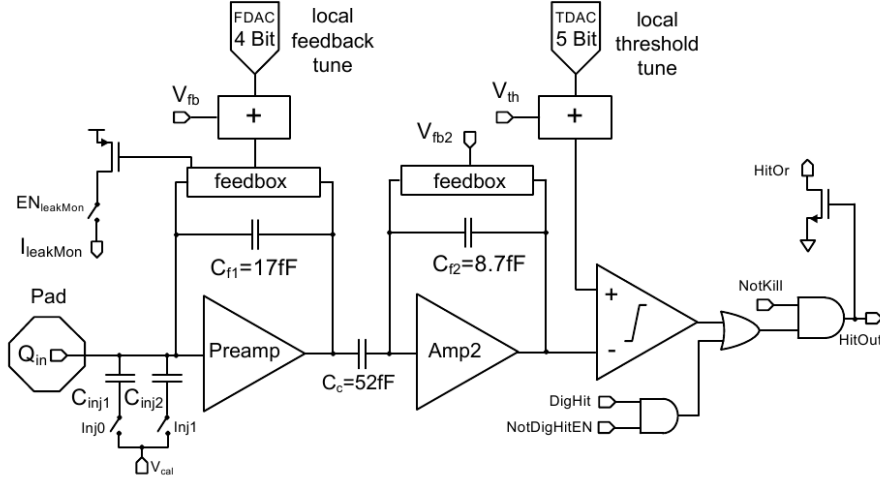 FDAC
4 Bit
local
feedback
tune
TDAC
5 Bit
local
threshold
tune
V_fb
+
V_th
+
V_fb2
feedbox
feedbox
HitOr
EN_leakMon
I_leakMon
C_f1=17fF
C_f2=8.7fF
Pad
Q_in
Preamp
C_c=52fF
Amp2
+
-
NotKill
HitOut
C_inj1
C_inj2
Inj0
Inj1
V_cal
DigHit
NotDigHitEN